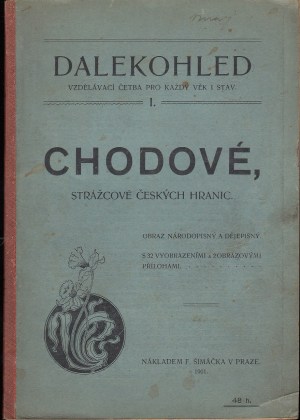 DALEKOHLED
VZDĚLÁVACÍ ČETBA PRO KAŽDÝ VĚK I STAV.
I.
CHODOVÉ,
STRÁŽCOVÉ ČESKÝCH HRANIC.
OBRAZ NÁRODOPISNÝ A DĚJEPISNÝ
S 32 VYOBRAZENÍMI A
PŘÍLOHAMI.
NÁKLADEM F. ŠIMÁČKA V PRAZE.
48 h.